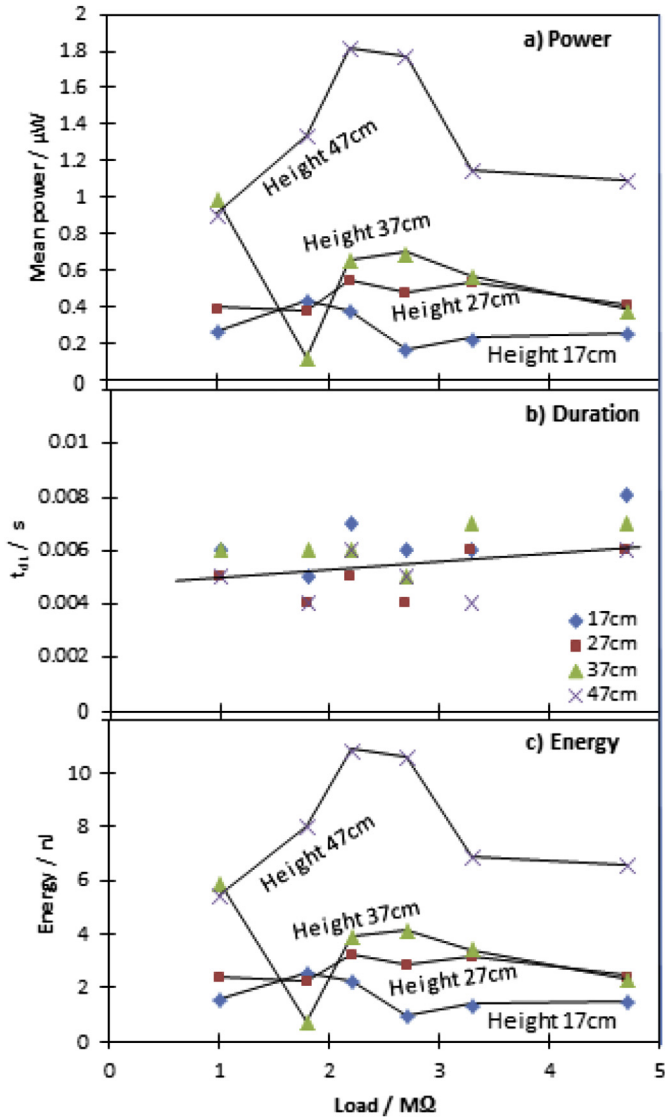 a) Power
2
1.8
1.6
1.4
1.2
1
0.8
0.6
0.4
0.2
0
Mean power / µW
Height 47cm
Height 37cm
Height 27cm
Height 17cm
b) Duration
0.01
0.008
0.006
0.004
0.002
0
t / s
17cm
27cm
37cm
47cm
c) Energy
10
8
6
4
2
0
Energy / nJ
Height 47cm
Height 37cm
Height 27cm
Height 17cm
0 1 2 3 4 5
Load / MΩ